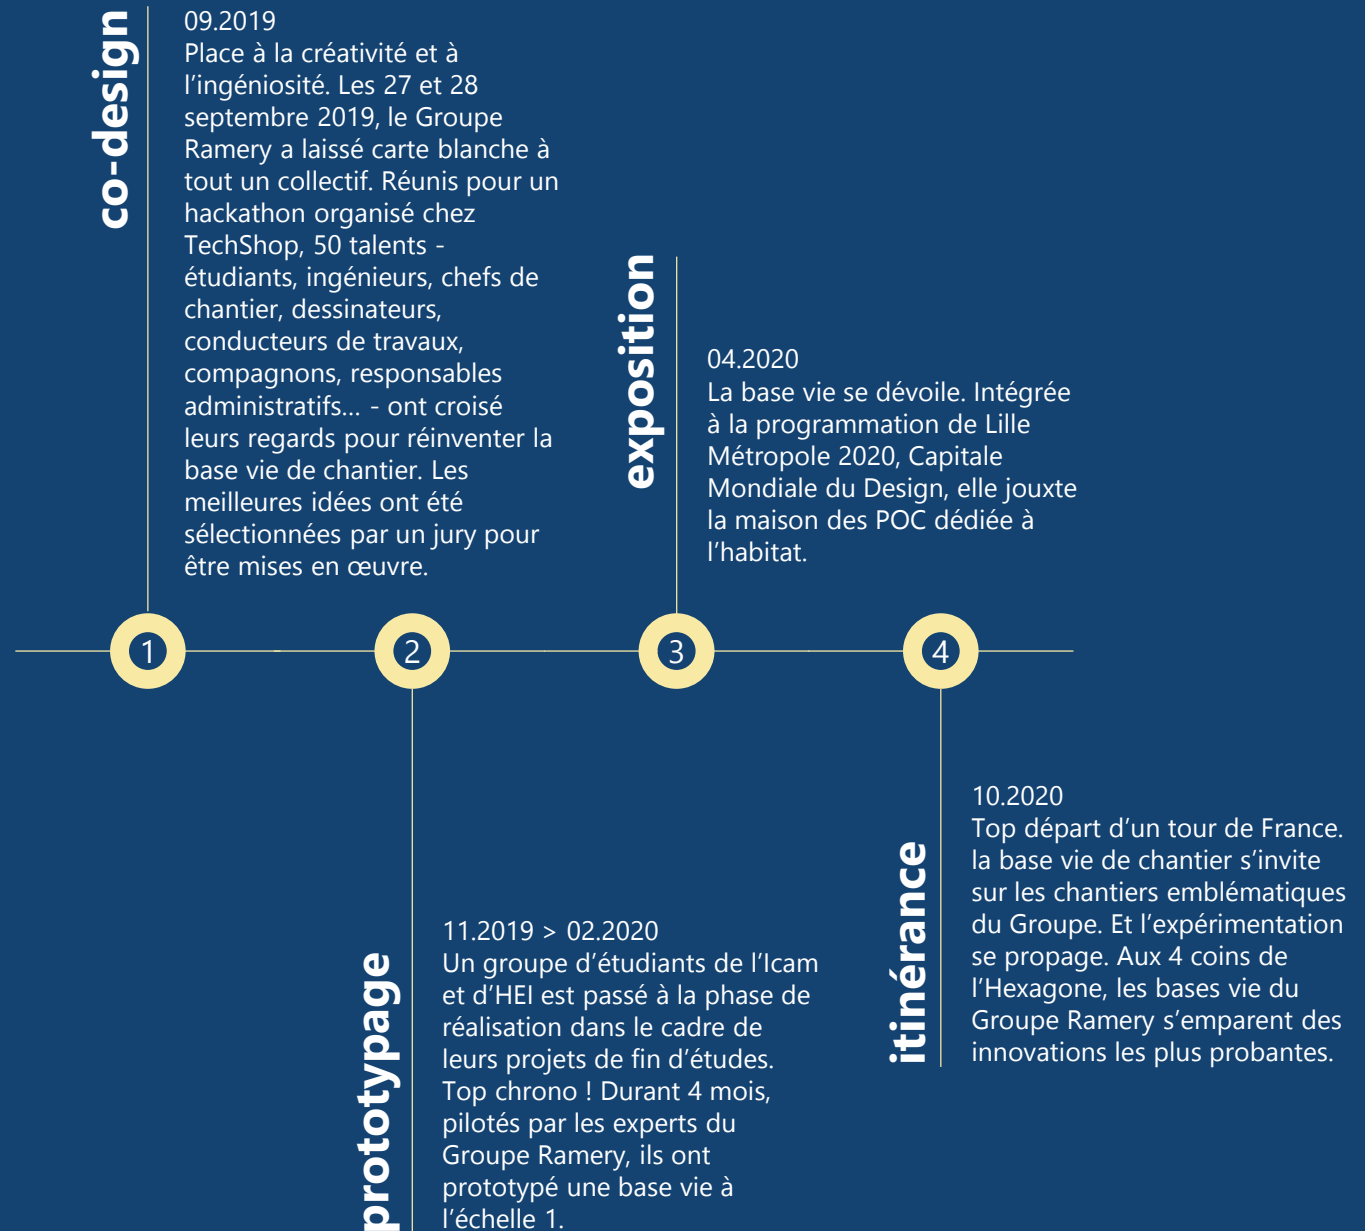 co-design
09.2019
Place à la créativité et à
l’ingéniosité. Les 27 et 28
septembre 2019, le Groupe
Ramery a laissé carte blanche à
tout un collectif. Réunis pour un
hackathon organisé chez
TechShop, 50 talents -
étudiants, ingénieurs, chefs de
chantier, dessinateurs,
conducteurs de travaux,
compagnons, responsables
administratifs… - ont croisé
leurs regards pour réinventer la
base vie de chantier. Les
meilleures idées ont été
sélectionnées par un jury pour
être mises en œuvre.
exposition
04.2020
La base vie se dévoile. Intégrée
à la programmation de Lille
Métropole 2020, Capitale
Mondiale du Design, elle jouxte
la maison des POC dédiée à
l’habitat.
1
2
3
4
prototypage
11.2019 > 02.2020
Un groupe d’étudiants de l’Icam
et d’HEI est passé à la phase de
réalisation dans le cadre de
leurs projets de fin d’études.
Top chrono ! Durant 4 mois,
pilotés par les experts du
Groupe Ramery, ils ont
prototypé une base vie à
l’échelle 1.
itinérance
10.2020
Top départ d’un tour de France.
la base vie de chantier s’invite
sur les chantiers emblématiques
du Groupe. Et l’expérimentation
se propage. Aux 4 coins de
l’Hexagone, les bases vie du
Groupe Ramery s’emparent des
innovations les plus probantes.